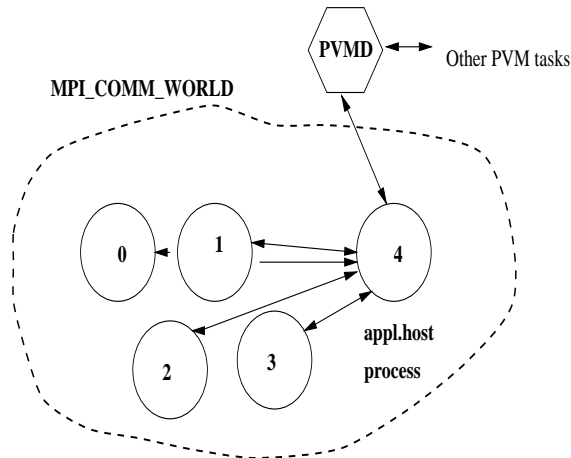 PVMD
Other PVM tasks
MPI_COMM_WORLD
0
1
4
2
3
appl.host
process